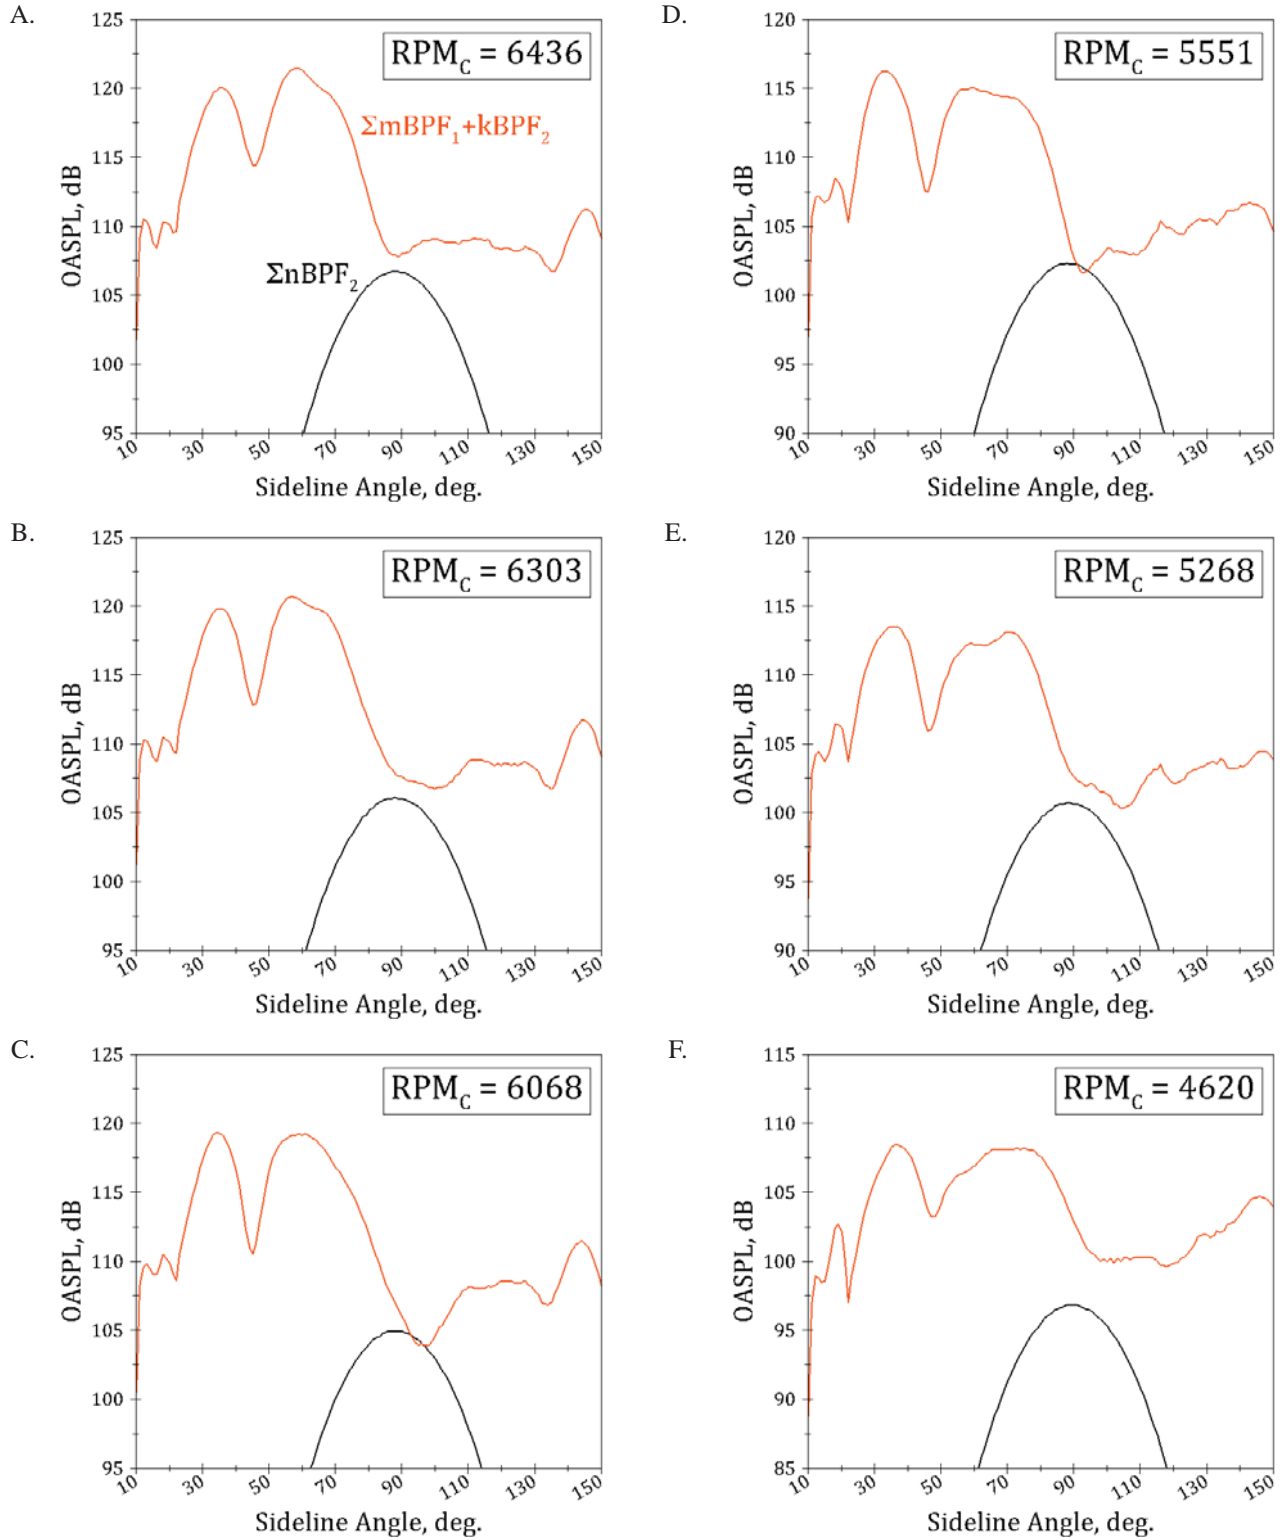 A.
RPM_C = 6436
ΣmBPF₁+kBPF₂
ΣnBPF₂
OASPL, dB
125
120
115
110
105
100
95
10 30 50 70 90 110 130 150
Sideline Angle, deg.
D.
RPM_C = 5551
OASPL, dB
120
115
110
105
100
95
90
10 30 50 70 90 110 130 150
Sideline Angle, deg.
B.
RPM_C = 6303
OASPL, dB
125
120
115
110
105
100
95
10 30 50 70 90 110 130 150
Sideline Angle, deg.
E.
RPM_C = 5268
OASPL, dB
120
115
110
105
100
95
90
10 30 50 70 90 110 130 150
Sideline Angle, deg.
C.
RPM_C = 6068
OASPL, dB
125
120
115
110
105
100
95
10 30 50 70 90 110 130 150
Sideline Angle, deg.
F.
RPM_C = 4620
OASPL, dB
115
110
105
100
95
90
85
10 30 50 70 90 110 130 150
Sideline Angle, deg.